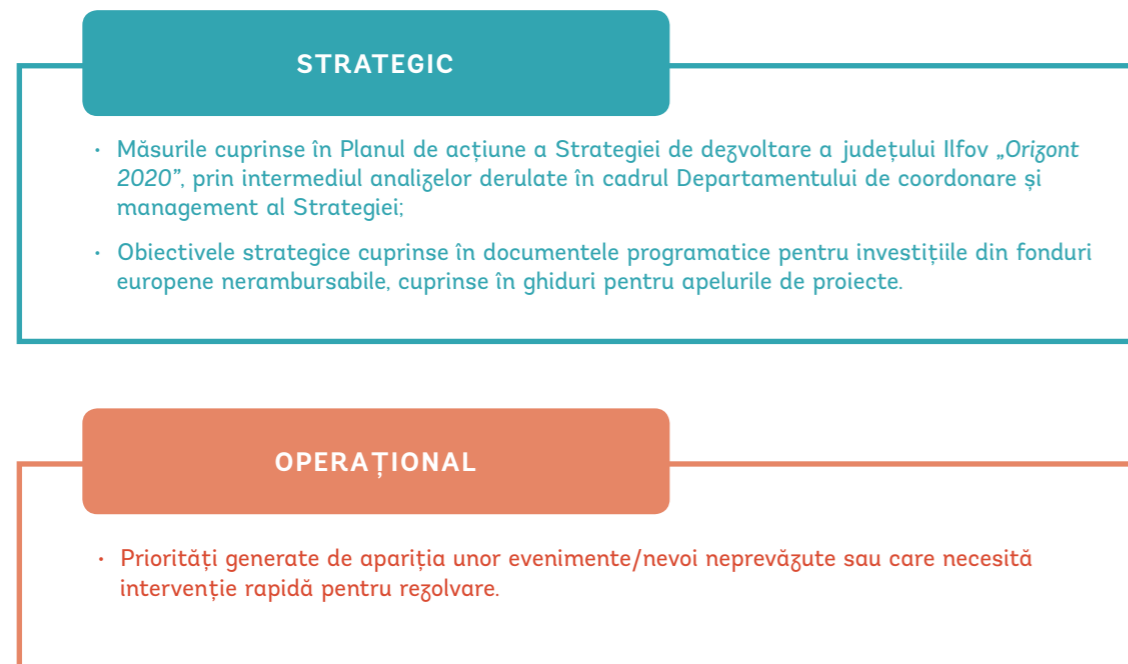 STRATEGIC
• Măsurile cuprinse în Planul de acțiune a Strategiei de dezvoltare a județului Ilfov „Orizont
2020”, prin intermediul analizelor derulate în cadrul Departamentului de coordonare și
management al Strategiei;
• Obiectivele strategice cuprinse în documentele programatice pentru investițiile din fonduri
europene nerambursabile, cuprinse în ghiduri pentru apelurile de proiecte.
OPERAȚIONAL
• Priorități generate de apariția unor evenimente/nevoi neprevăzute sau care necesită
intervenție rapidă pentru rezolvare.